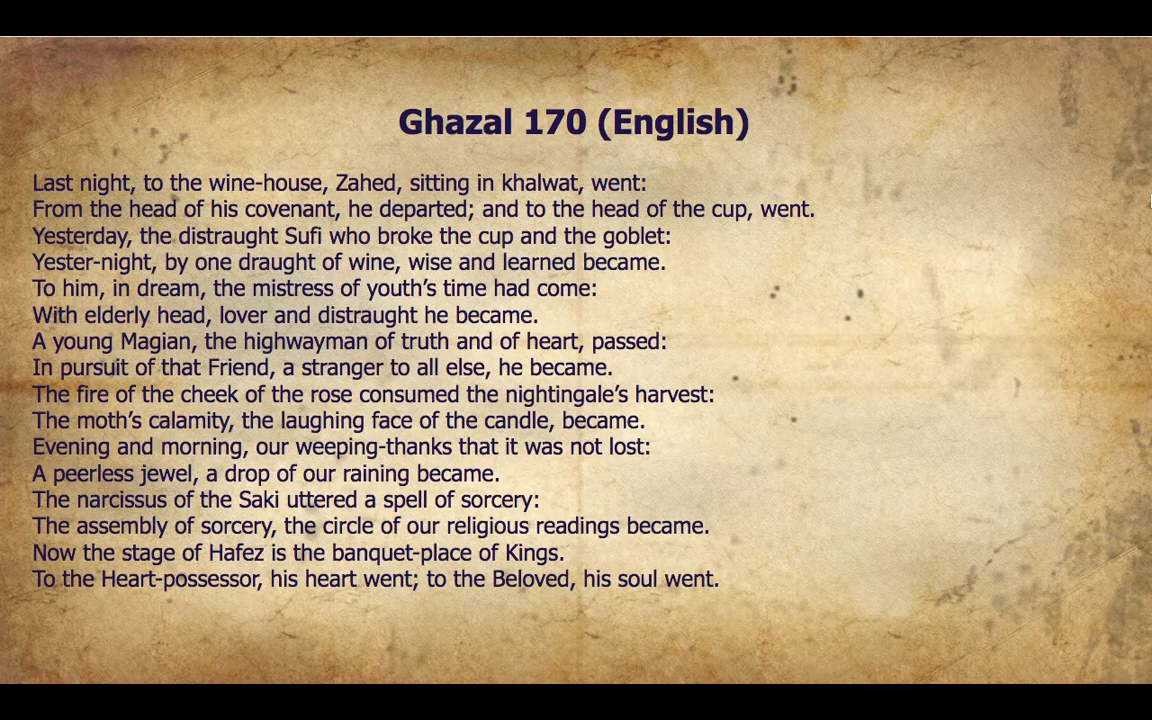 Ghazal 170 (English)
Last night, to the wine-house, Zahed, sitting in khalwat, went:
From the head of his covenant, he departed; and to the head of the cup, went.
Yesterday, the distraught Sufi who broke the cup and the goblet:
Yester-night, by one draught of wine, wise and learned became.
To him, in dream, the mistress of youth’s time had come:
With elderly head, lover and distraught he became.
A young Magian, the highwayman of truth and of heart, passed:
In pursuit of that Friend, a stranger to all else, he became.
The fire of the cheek of the rose consumed the nightingale’s harvest:
The moth’s calamity, the laughing face of the candle, became.
Evening and morning, our weeping-thanks that it was not lost:
A peerless jewel, a drop of our raining became.
The narcissus of the Saki uttered a spell of sorcery:
The assembly of sorcery, the circle of our religious readings became.
Now the stage of Hafez is the banquet-place of Kings.
To the Heart-possessor, his heart went; to the Beloved, his soul went.